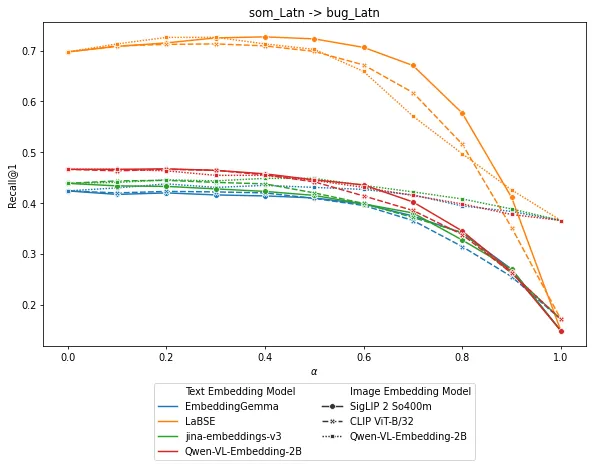 som_Latn -> bug_Latn
Recall@1
0.7
0.6
0.5
0.4
0.3
0.2
0.0 0.2 0.4 0.6 0.8 1.0
α
Text Embedding Model Image Embedding Model
EmbeddingGemma SigLIP 2 So400m
LaBSE CLIP ViT-B/32
jina-embeddings-v3 Qwen-VL-Embedding-2B
Qwen-VL-Embedding-2B